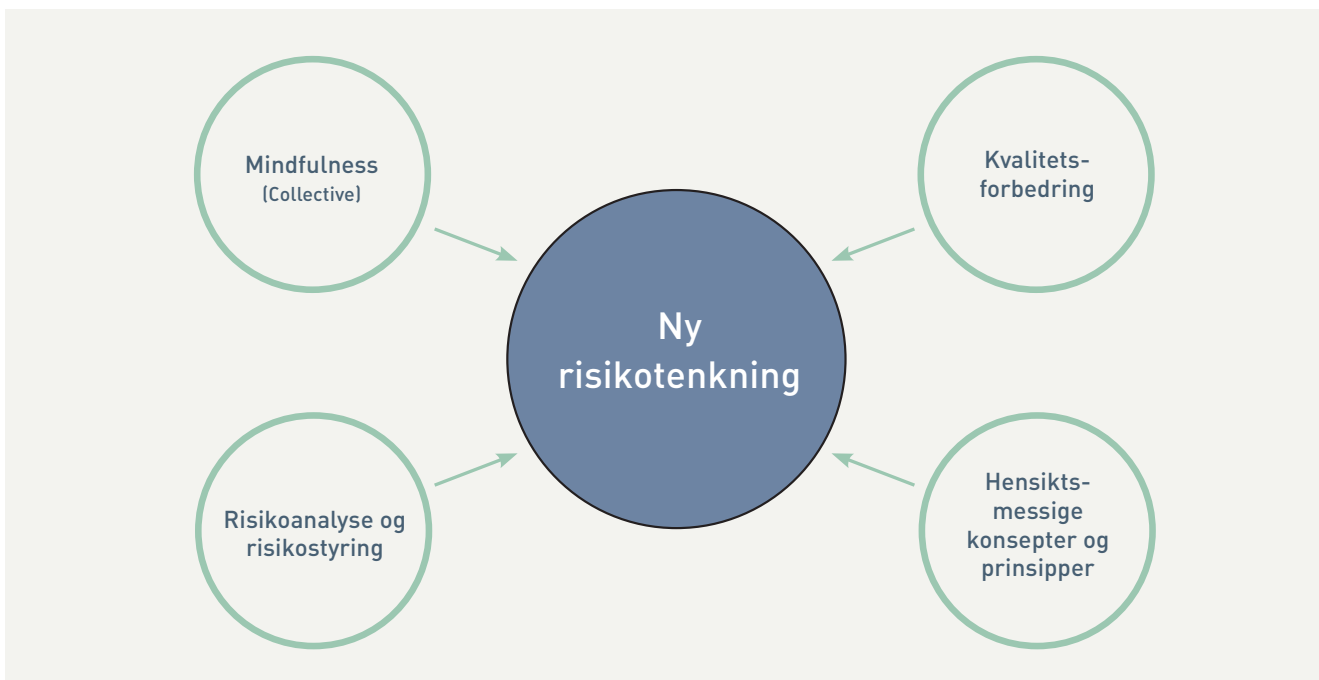 Mindfulness
(Collective)
Kvalitets-
forbedring
Ny
risikotenkning
Risikoanalyse og
risikostyring
Hensikts-
messige
konsepter og
prinsipper